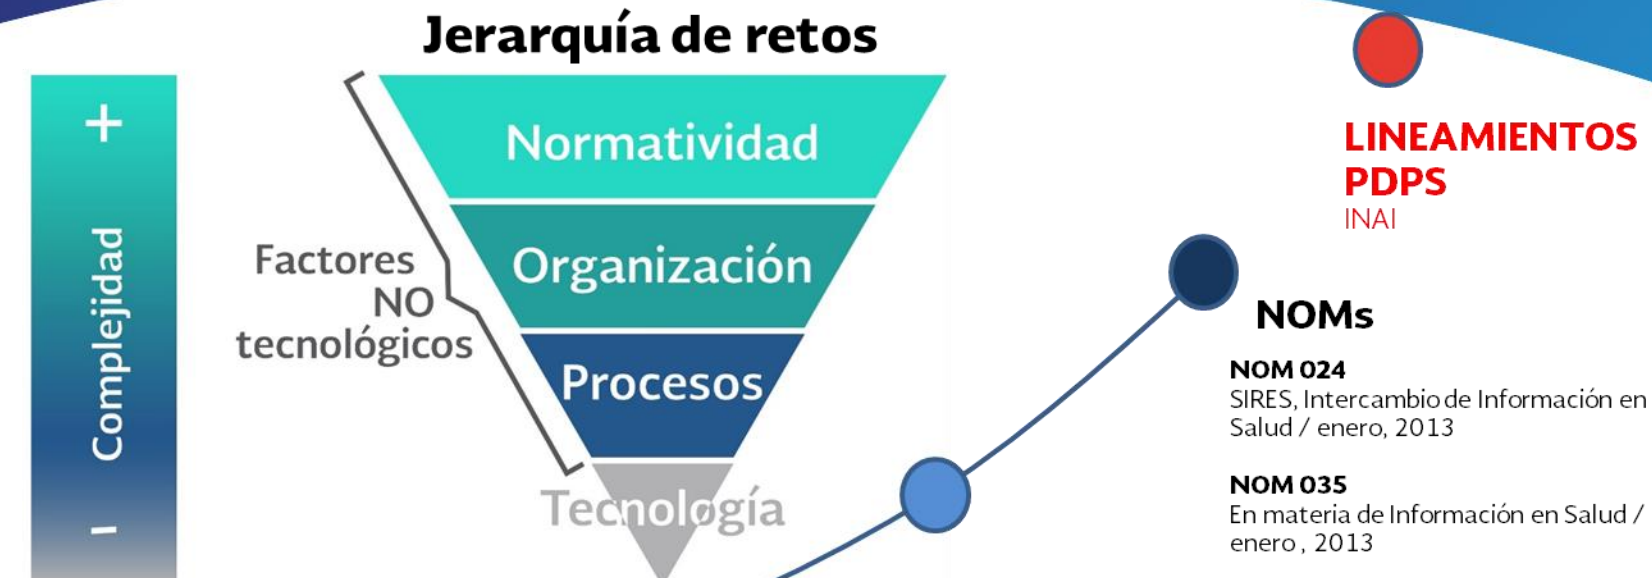 Jerarquía de retos
+
Complejidad
–
Factores
NO
tecnológicos
Normatividad
Organización
Procesos
Tecnología
LINEAMIENTOS
PDPS
INAI
NOMs
NOM 024
SIRES, Intercambio de Información en
Salud / enero, 2013
NOM 035
En materia de Información en Salud /
enero , 2013